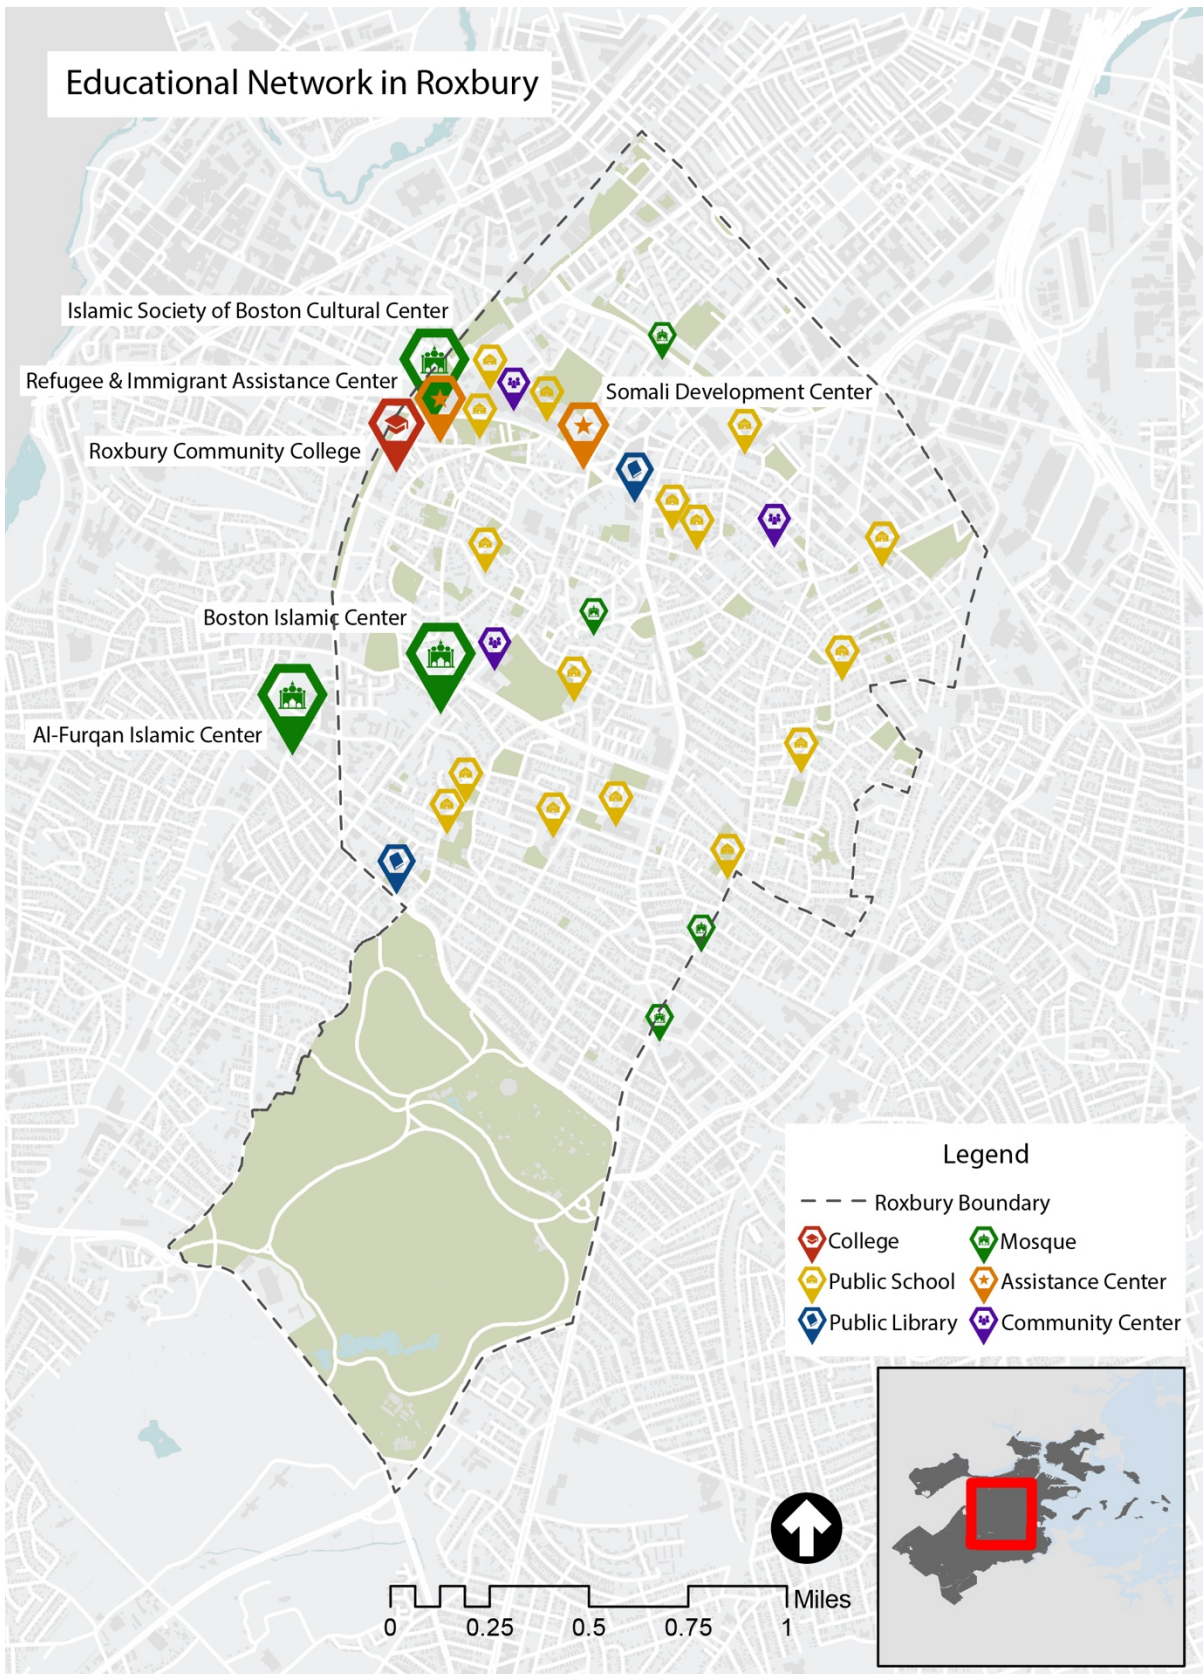 Educational Network in Roxbury
Islamic Society of Boston Cultural Center
Refugee & Immigrant Assistance Center
Somali Development Center
Roxbury Community College
Boston Islamic Center
Al-Furqan Islamic Center
Legend
Roxbury Boundary
College
Mosque
Public School
Assistance Center
Public Library
Community Center
Miles
0 0.25 0.5 0.75 1